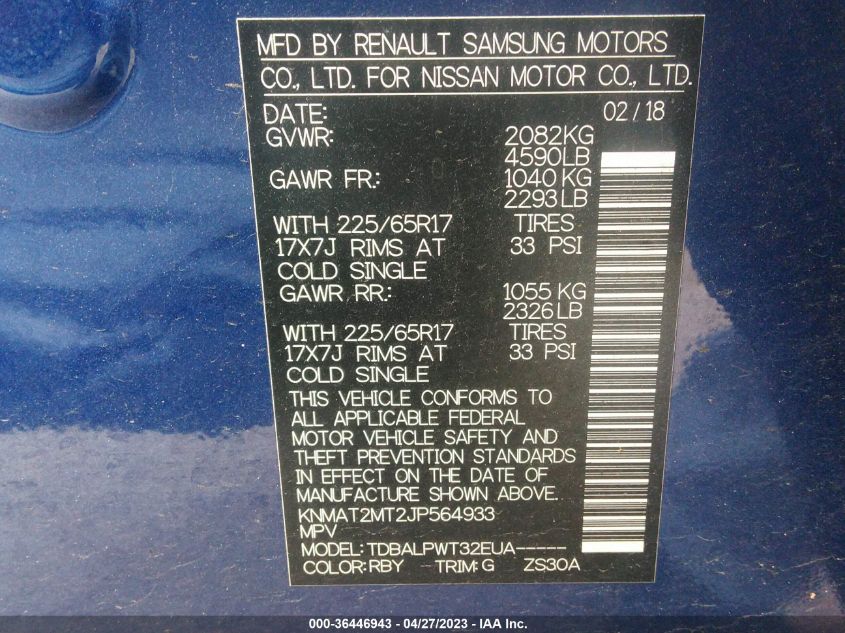 MFD BY RENAULT SAMSUNG MOTORS
CO., LTD. FOR NISSAN MOTOR CO., LTD.
DATE: 02/18
GVWR: 2082KG
4590LB
GAWR FR.: 1040 KG
2293LB
WITH 225/65R17 TIRES
17X7J RIMS AT 33 PSI
COLD SINGLE
GAWR RR.: 1055 KG
2326LB
WITH 225/65R17 TIRES
17X7J RIMS AT 33 PSI
COLD SINGLE
THIS VEHICLE CONFORMS TO
ALL APPLICABLE FEDERAL
MOTOR VEHICLE SAFETY AND
THEFT PREVENTION STANDARDS
IN EFFECT ON THE DATE OF
MANUFACTURE SHOWN ABOVE.
KNMAT2MT2JP564933
MPV
MODEL: TDBALPWT32EUA-----
COLOR: RBY TRIM: G ZS30A
000-36446943 / 04/27/2023 - IAA Inc.